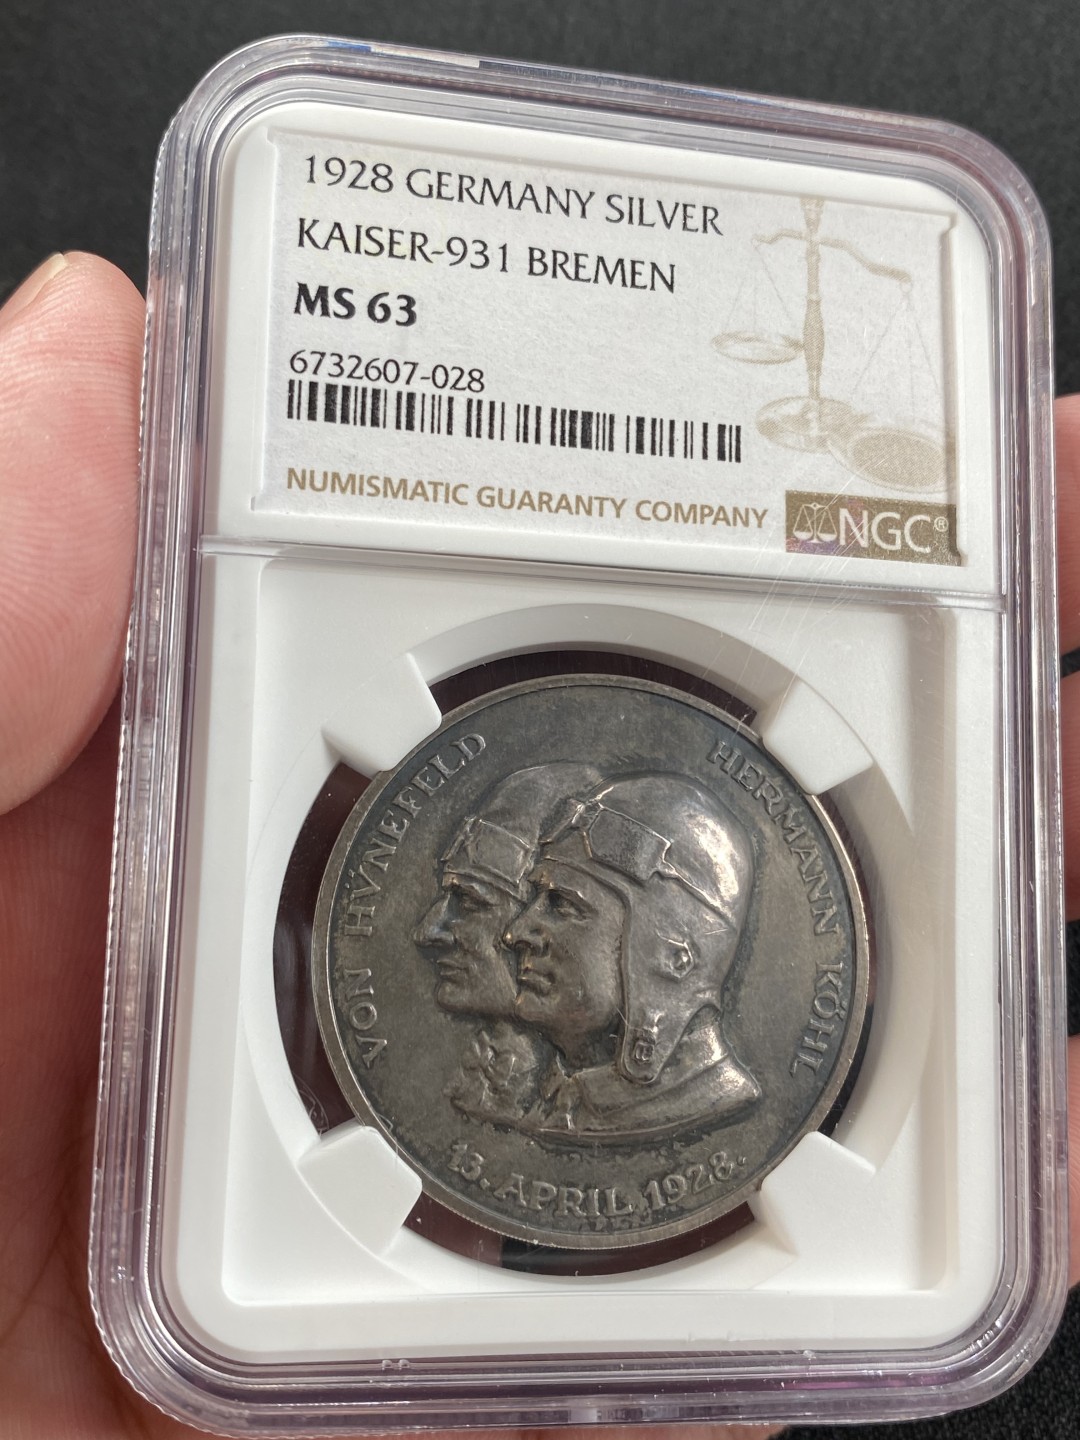 1928 GERMANY SILVER
KAISER-931 BREMEN
MS 63
6732607-028
NUMISMATIC GUARANTY COMPANY
NGC®
VON HVNEFELD
HERMANN KÖHL
13. APRIL 1928.